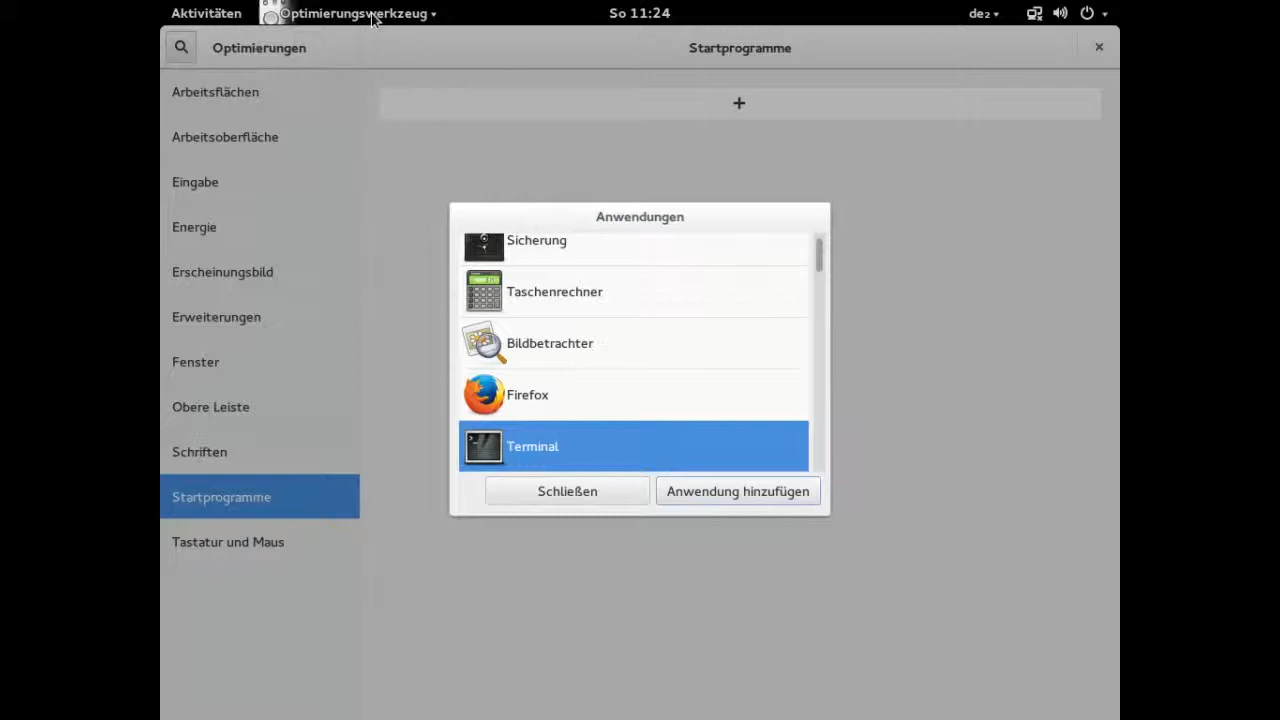 Aktivitäten Optimierungswerkzeug So 11:24 de2
Optimierungen Startprogramme
Arbeitsflächen
Arbeitsoberfläche
Eingabe
Energie
Erscheinungsbild
Erweiterungen
Fenster
Obere Leiste
Schriften
Startprogramme
Tastatur und Maus
+
Anwendungen
Sicherung
Taschenrechner
Bildbetrachter
Firefox
Terminal
Schließen Anwendung hinzufügen